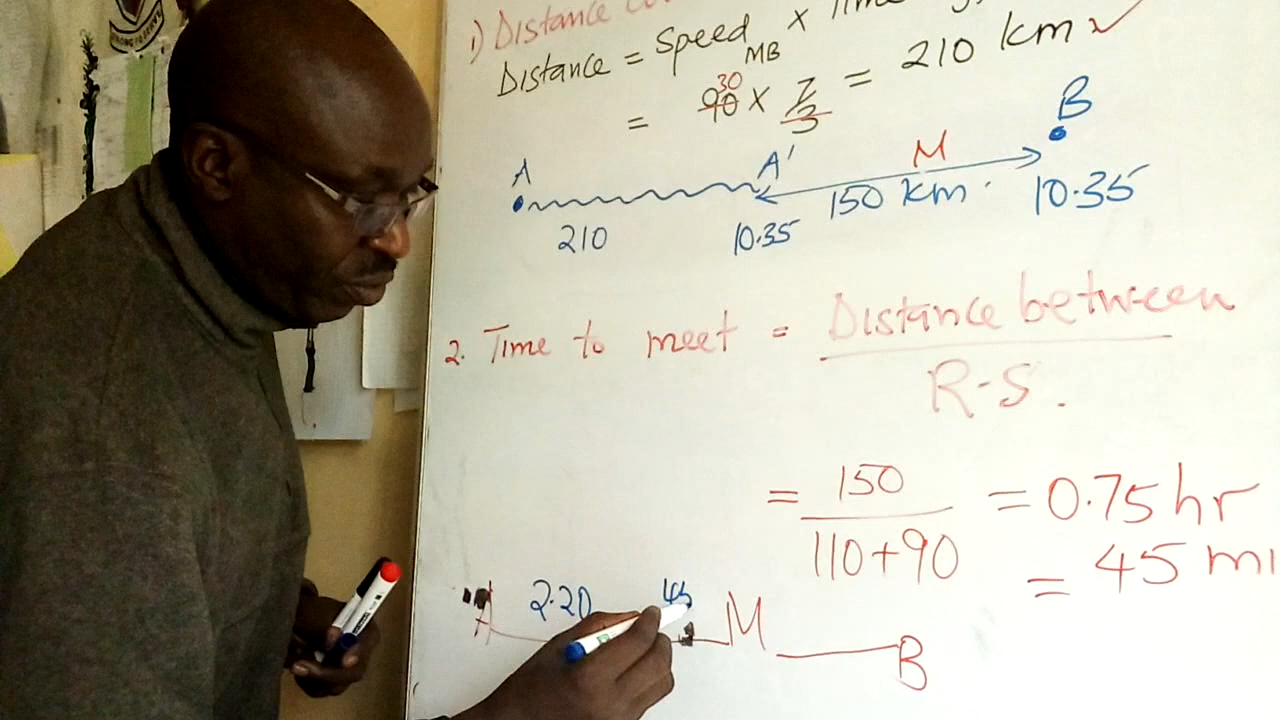 1) Distance
Distance = Speed x Time
MB
= 90 30 x 7/3 = 210 km ✓
B
A A' M
150 km. 10.35
210 10.35
2. Time to meet = Distance between
R.S.
= 150 = 0.75 hr
110+90
= 45 mi
A 2.20 45 M B